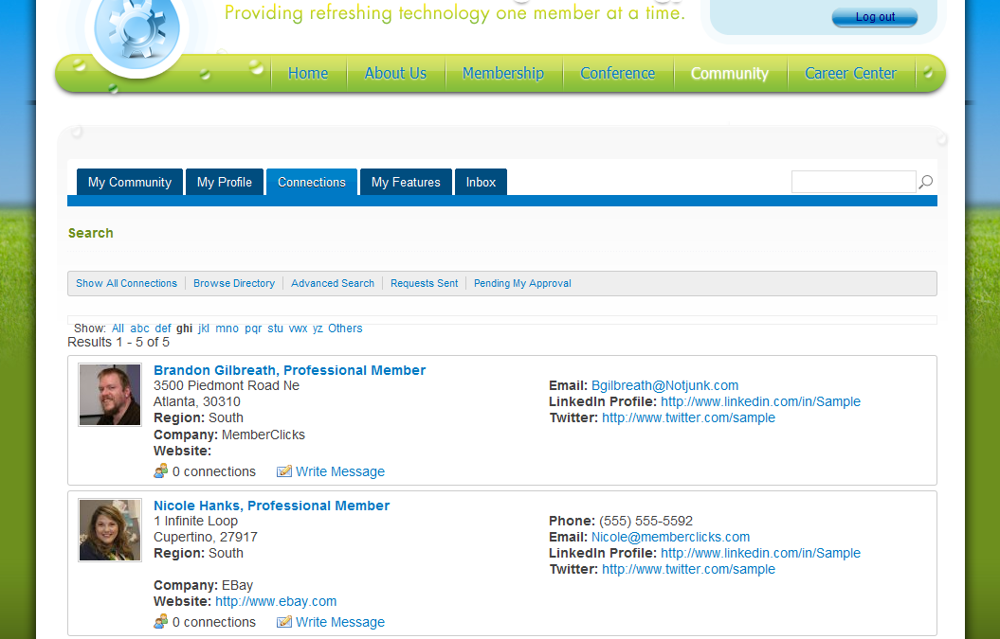 Providing refreshing technology one member at a time.
Log out
Home About Us Membership Conference Community Career Center
My Community My Profile Connections My Features Inbox
Search
Show All Connections Browse Directory Advanced Search Requests Sent Pending My Approval
Show: All abc def ghi jkl mno pqr stu vwx yz Others
Results 1 - 5 of 5
Brandon Gilbreath, Professional Member
3500 Piedmont Road Ne
Atlanta, 30310
Region: South
Company: MemberClicks
Website:
Email: Bgilbreath@Notjunk.com
LinkedIn Profile: http://www.linkedin.com/in/Sample
Twitter: http://www.twitter.com/sample
0 connections Write Message
Nicole Hanks, Professional Member
1 Infinite Loop
Cupertino, 27917
Region: South
Company: EBay
Website: http://www.ebay.com
Phone: (555) 555-5592
Email: Nicole@memberclicks.com
LinkedIn Profile: http://www.linkedin.com/in/Sample
Twitter: http://www.twitter.com/sample
0 connections Write Message